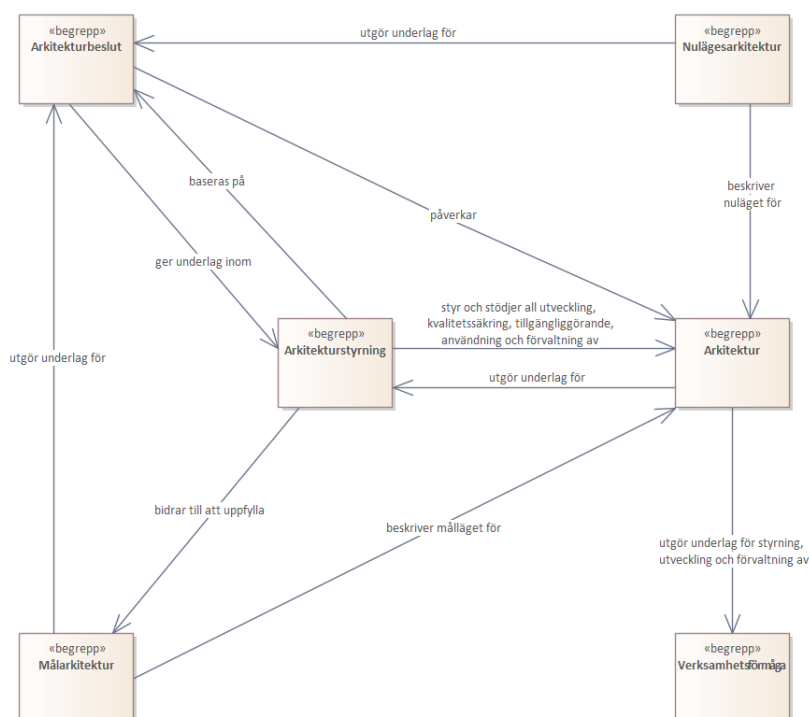 «begrepp»
Arkitekturbeslut
utgör underlag för
«begrepp»
Nulägesarkitektur
baseras på
beskriver
nuläget för
påverkar
ger underlag inom
styr och stödjer all utveckling,
kvalitetssäkring, tillgängliggörande,
användning och förvaltning av
«begrepp»
Arkitekturstyrning
«begrepp»
Arkitektur
utgör underlag för
utgör underlag för
bidrar till att uppfylla
beskriver målläget för
utgör underlag för styrning,
utveckling och förvaltning av
«begrepp»
Målarkitektur
«begrepp»
Verksamhetsförmåga